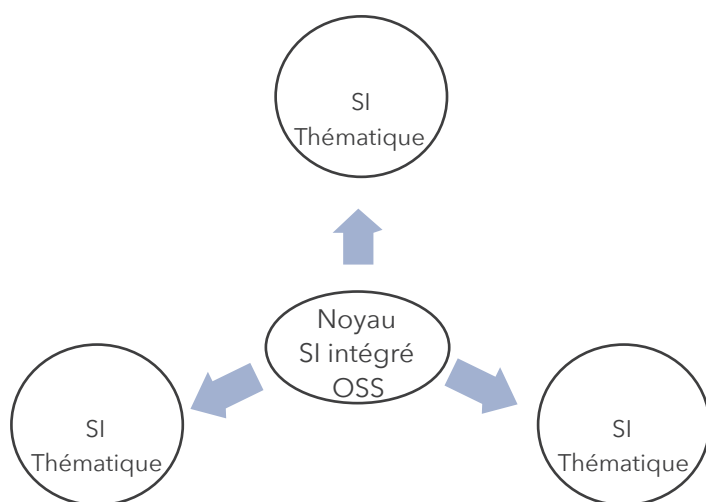 SI
Thématique
Noyau
SI intégré
OSS
SI
Thématique
SI
Thématique